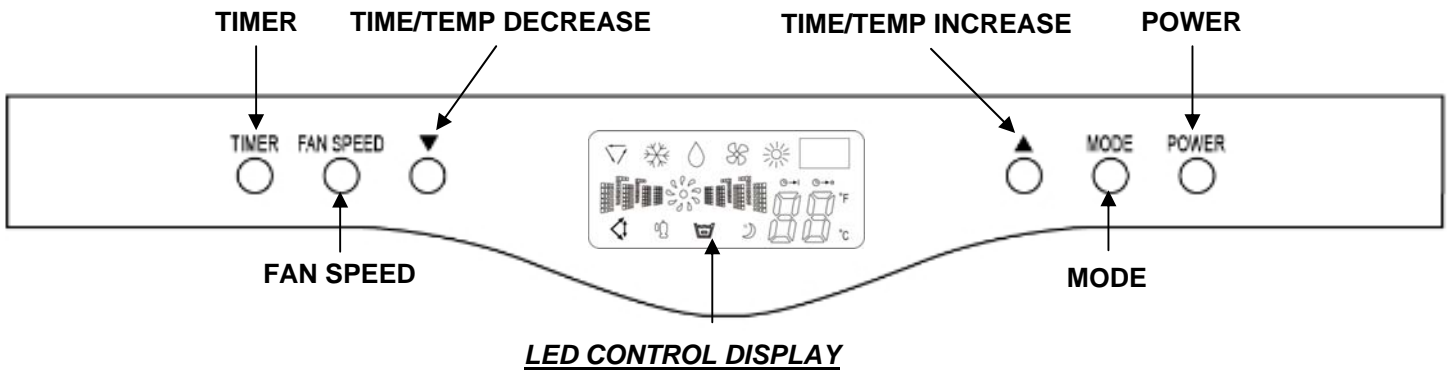 TIMER TIME/TEMP DECREASE TIME/TEMP INCREASE POWER
TIMER FAN SPEED ▼ ▲ MODE POWER
°F
88
°C
FAN SPEED MODE
LED CONTROL DISPLAY